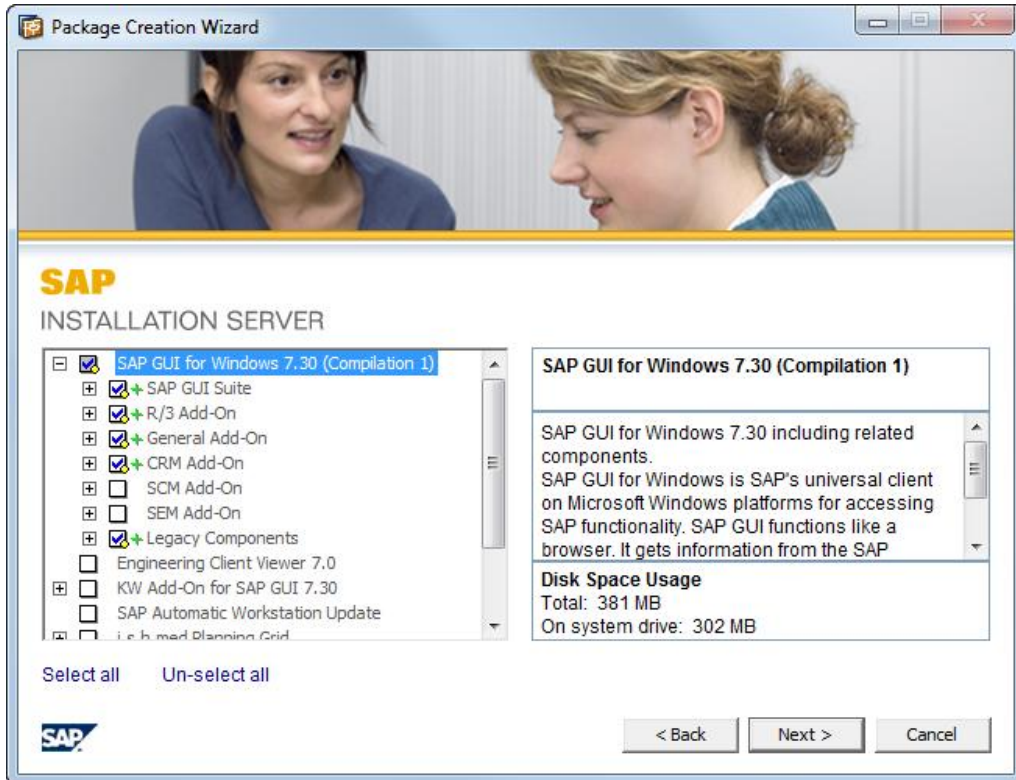 Package Creation Wizard
SAP
INSTALLATION SERVER
SAP GUI for Windows 7.30 (Compilation 1)
SAP GUI Suite
R/3 Add-On
General Add-On
CRM Add-On
SCM Add-On
SEM Add-On
Legacy Components
Engineering Client Viewer 7.0
KW Add-On for SAP GUI 7.30
SAP Automatic Workstation Update
i.s.h.med Planning Grid
SAP GUI for Windows 7.30 (Compilation 1)
SAP GUI for Windows 7.30 including related
components.
SAP GUI for Windows is SAP's universal client
on Microsoft Windows platforms for accessing
SAP functionality. SAP GUI functions like a
browser. It gets information from the SAP
Disk Space Usage
Total: 381 MB
On system drive: 302 MB
Select all Un-select all
SAP
< Back Next > Cancel